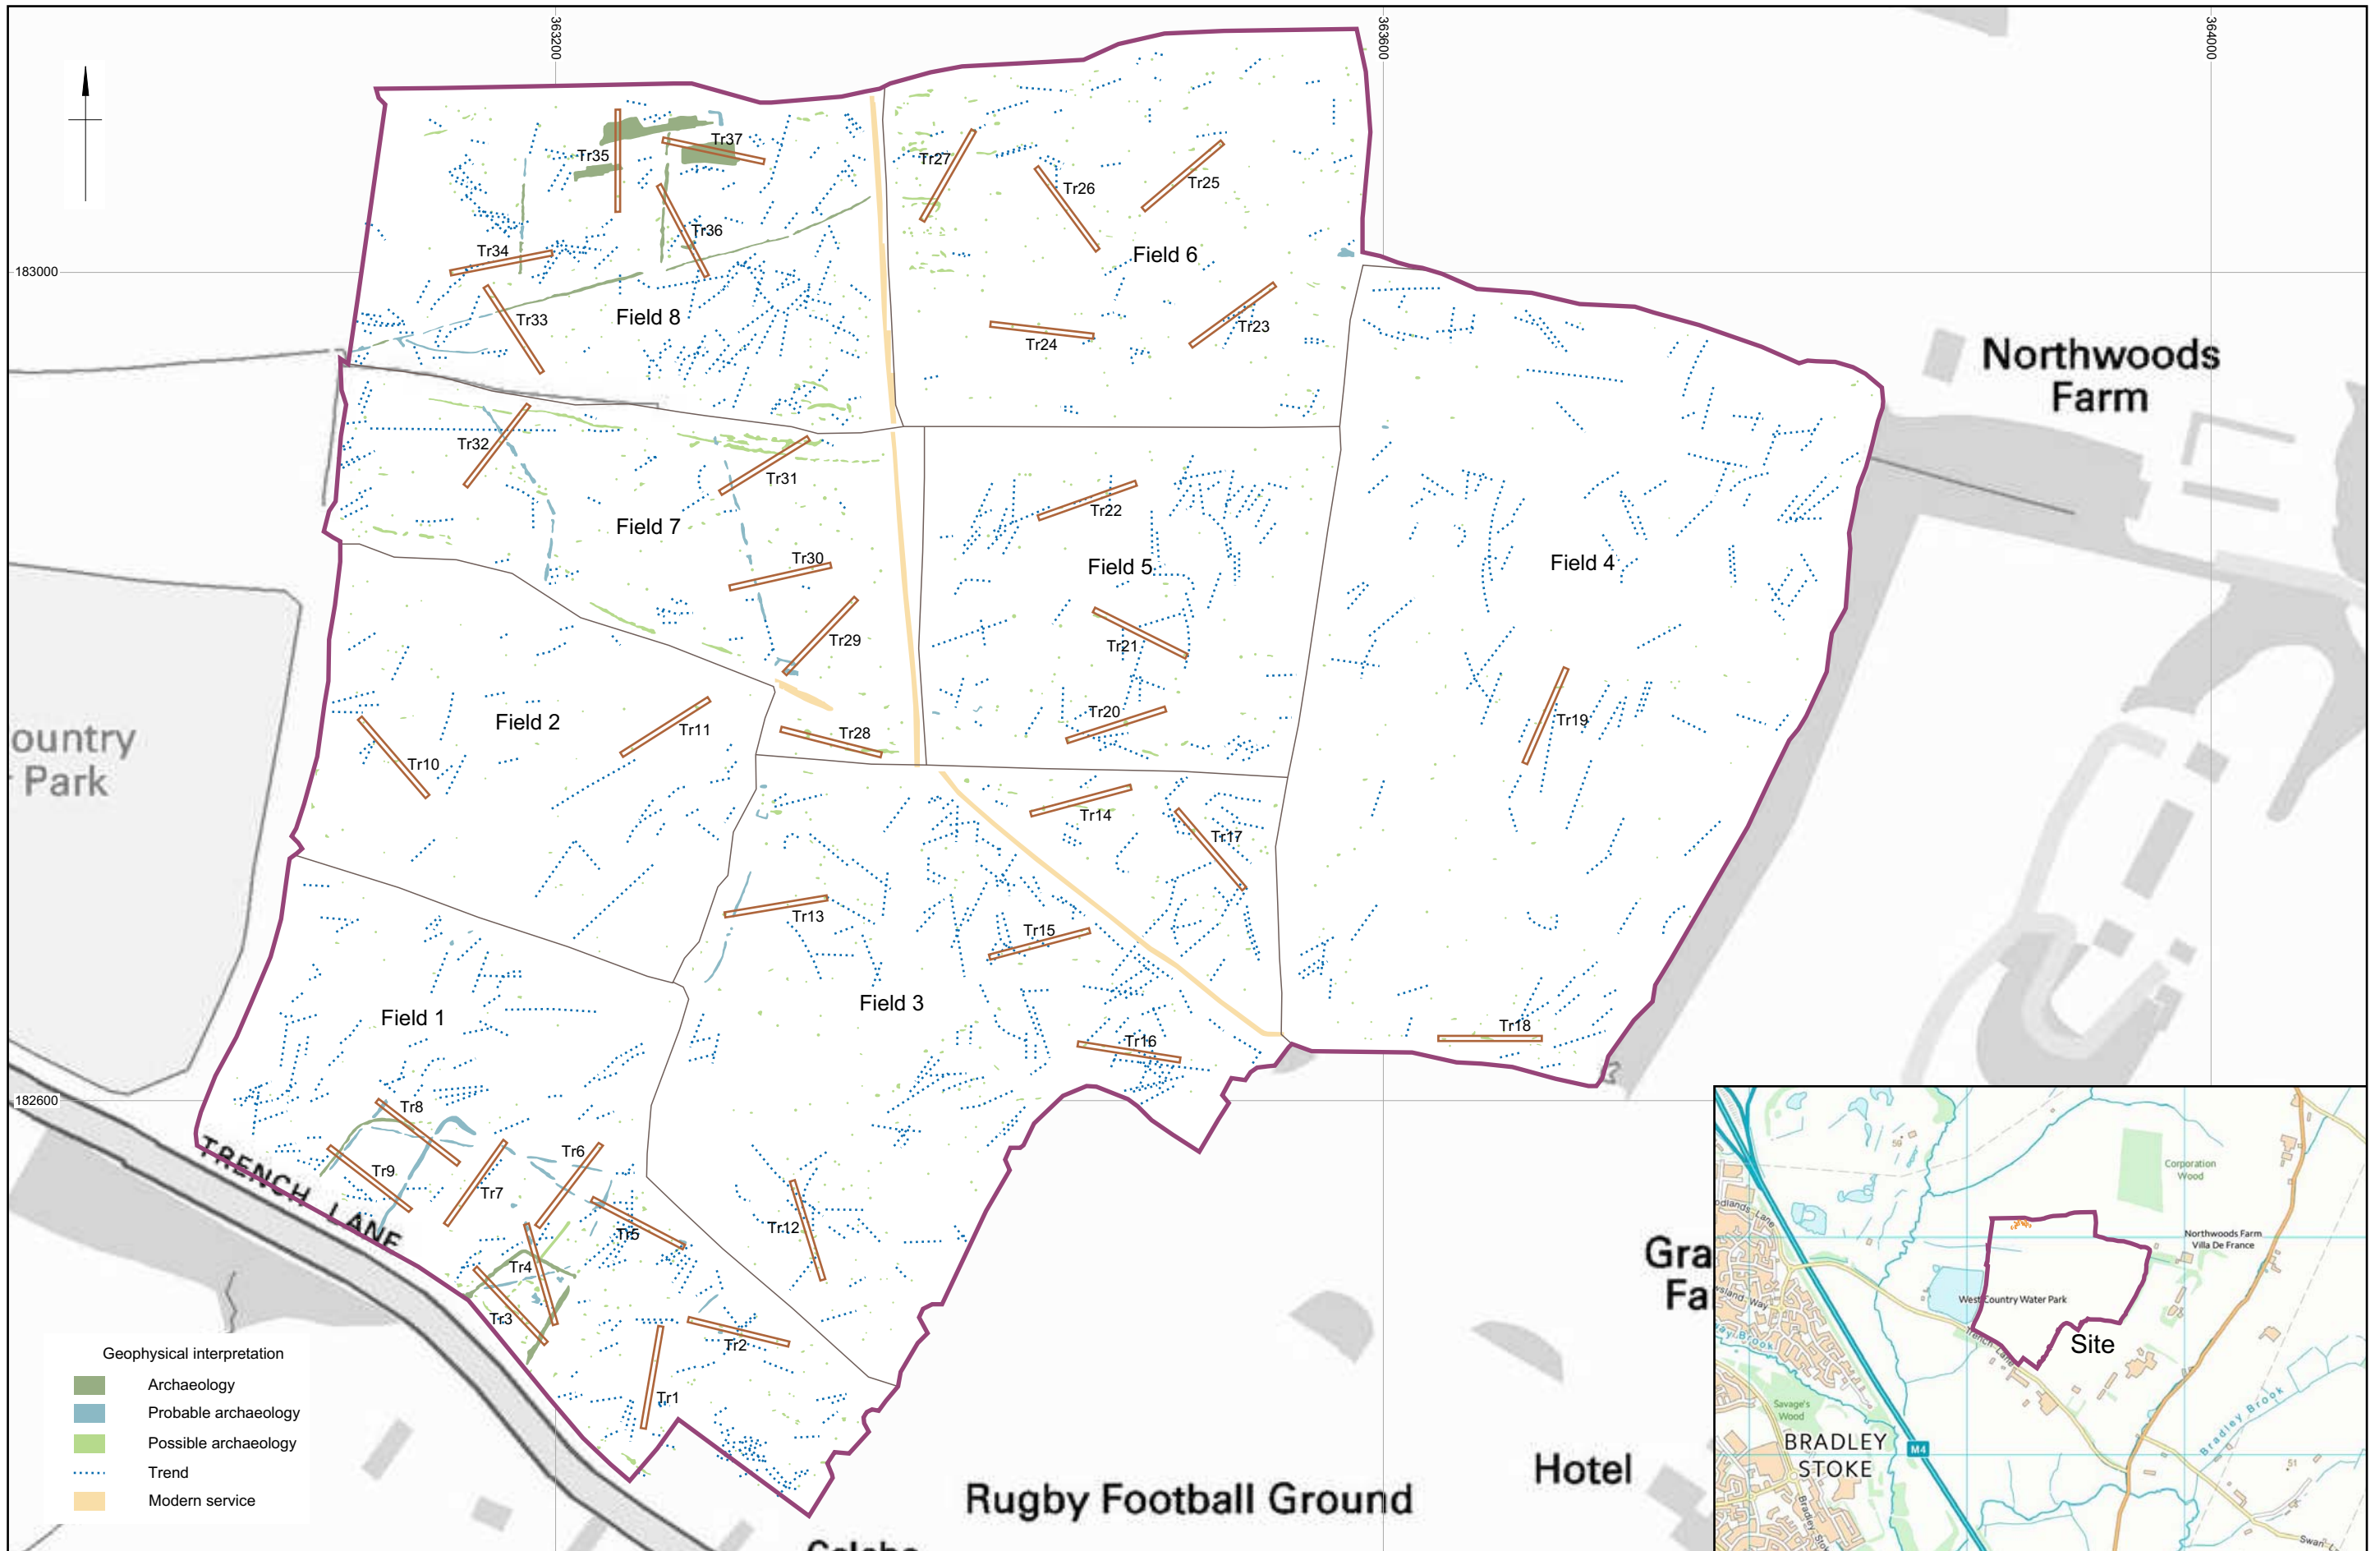 363200
363600
364000
183000
182600
Tr37
Tr35
Tr36
Tr34
Tr33
Field 8
Tr27
Tr26
Tr25
Field 6
Tr24
Tr23
Northwoods
Farm
Tr32
Tr31
Field 7
Tr30
Tr29
Tr28
Tr22
Field 5
Tr21
Tr20
Field 4
Tr19
Tr18
Field 2
Tr10
Tr11
ountry
Park
Tr14
Tr17
Tr13
Tr15
Field 3
Tr16
Tr12
Field 1
Tr8
Tr9
Tr7
Tr6
Tr5
Tr4
Tr3
Tr2
Tr1
TRENCH LANE
Gra
Fa
Hotel
Rugby Football Ground
Geophysical interpretation
Archaeology
Probable archaeology
Possible archaeology
Trend
Modern service
Corporation
Wood
59
Northwoods Farm
Villa De France
West Country Water Park
Trench Lane
Site
Savage's
Wood
BRADLEY
STOKE
M4
Bradley Brook
51